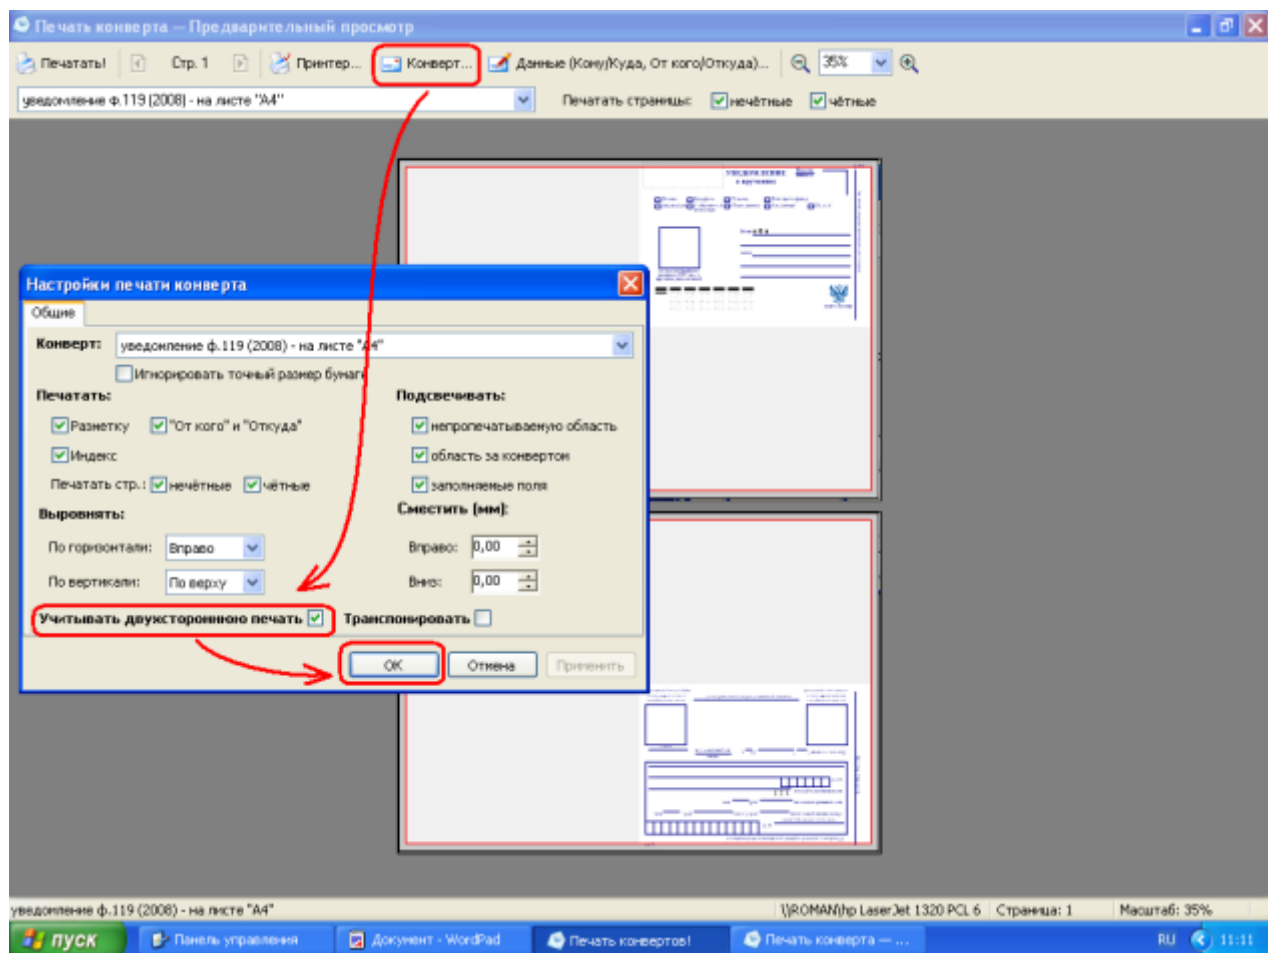 Печать конверта — Предварительный просмотр
Печатать! Стр. 1 Принтер... Конверт... Данные (Кому/Куда, От кого/Откуда)... 35%
уведомление ф.119 (2008) - на листе "A4" Печатать страницы: нечётные чётные
УВЕДОМЛЕНИЕ
о вручении
Настройки печати конверта
Общие
Конверт: уведомление ф.119 (2008) - на листе "A4"
Игнорировать точный размер бумаги
Печатать: Подсвечивать:
Разметку "От кого" и "Откуда" непропечатываемую область
Индекс область за конвертом
Печатать стр.: нечётные чётные заполняемые поля
Выровнять: Сместить (мм):
По горизонтали: Вправо Вправо: 0,00
По вертикали: По верху Вниз: 0,00
Учитывать двухстороннюю печать Транспонировать
OK Отмена Применить
уведомление ф.119 (2008) - на листе "A4" \\ROMAN\hp LaserJet 1320 PCL 6 Страница: 1 Масштаб: 35%
пуск Панель управления Документ - WordPad Печать конвертов! Печать конверта — ... RU 11:11